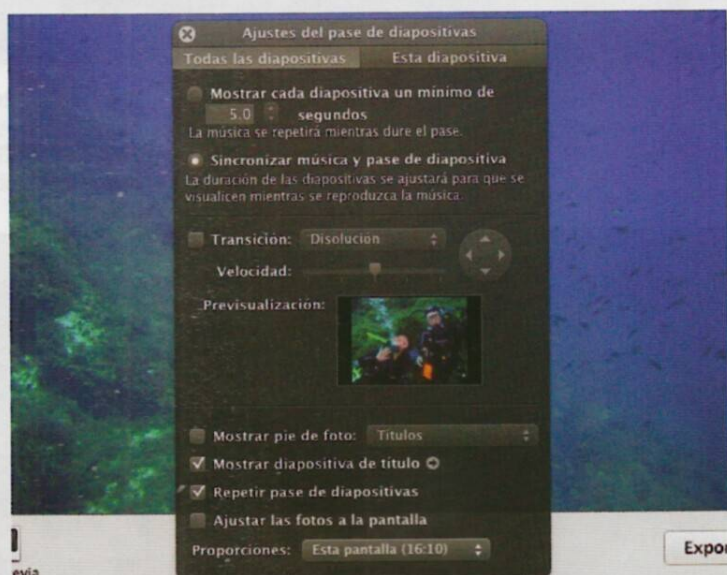 Ajustes del pase de diapositivas
Todas las diapositivas
Esta diapositiva
Mostrar cada diapositiva un mínimo de
5.0 segundos
La música se repetirá mientras dure el pase.
Sincronizar música y pase de diapositiva
La duración de las diapositivas se ajustará para que se
visualicen mientras se reproduzca la música.
Transición: Disolución
Velocidad:
Previsualización:
Mostrar pie de foto: Títulos
Mostrar diapositiva de título
Repetir pase de diapositivas
Ajustar las fotos a la pantalla
Proporciones: Esta pantalla (16:10)
evia
Expor